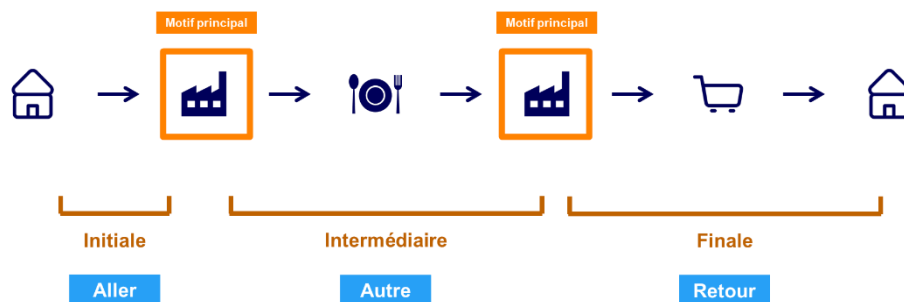 Motif principal
Motif principal
Initiale
Intermédiaire
Finale
Aller
Autre
Retour